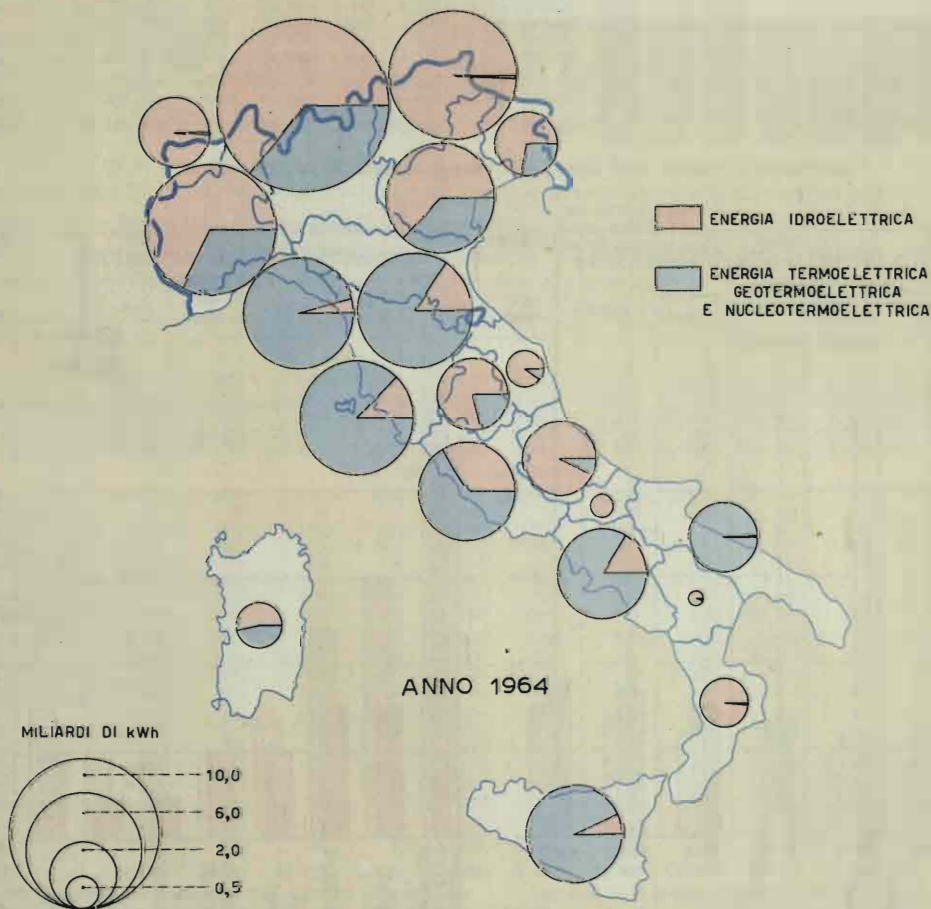 ENERGIA IDROELETTRICA
ENERGIA TERMOELETTRICA
GEOTERMOELETTRICA
E NUCLEOTERMOELETTRICA
ANNO 1964
MILIARDI DI kWh
10,0
6,0
2,0
0,5